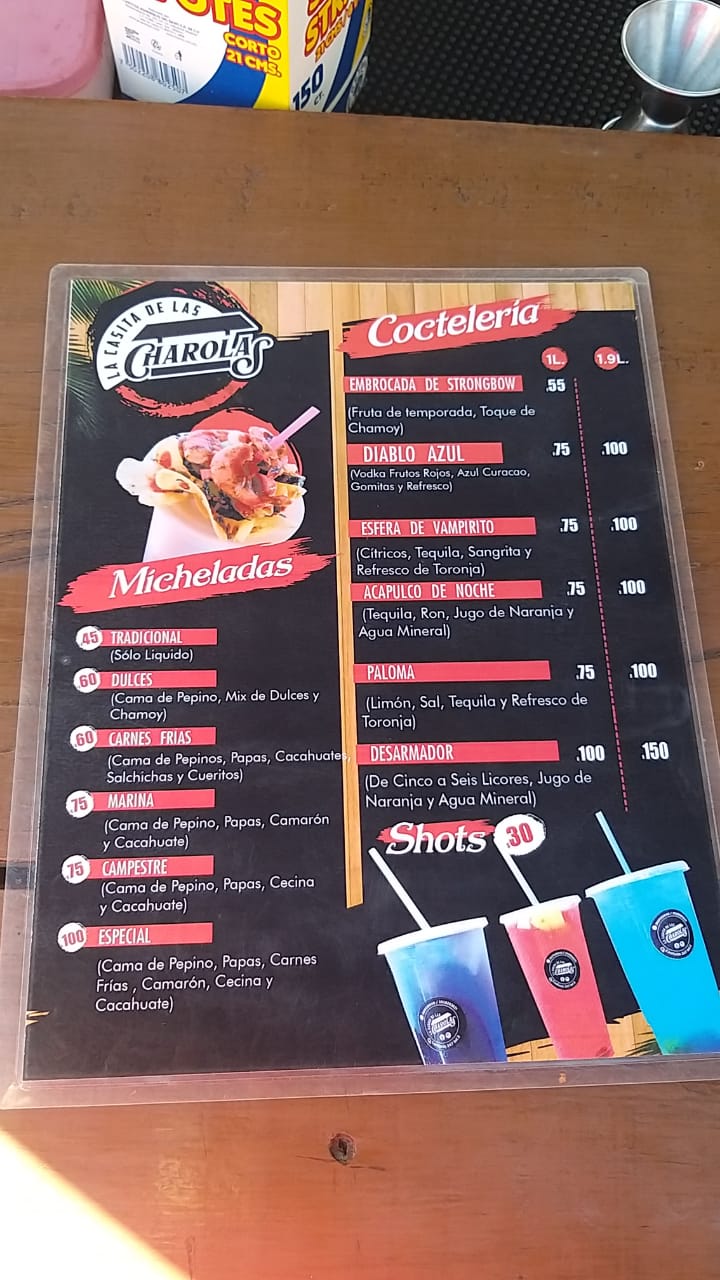 OTES
CORTO
21 CMS.
150
CT.
LA CASITA DE LAS
CHAROLAS
Micheladas
.45 TRADICIONAL
(Sólo Liquido)
.60 DULCES
(Cama de Pepino, Mix de Dulces y
Chamoy)
.60 CARNES FRÍAS
(Cama de Pepinos, Papas, Cacahuates,
Salchichas y Cueritos)
.75 MARINA
(Cama de Pepino, Papas, Camarón
y Cacahuate)
.75 CAMPESTRE
(Cama de Pepino, Papas, Cecina
y Cacahuate)
100 ESPECIAL
(Cama de Pepino, Papas, Carnes
Frías , Camarón, Cecina y
Cacahuate)
Coctelería
1L. 1.9L.
EMBROCADA DE STRONGBOW .55
(Fruta de temporada, Toque de
Chamoy)
DIABLO AZUL .75 .100
(Vodka Frutos Rojos, Azul Curacao,
Gomitas y Refresco)
ESFERA DE VAMPIRITO .75 .100
(Cítricos, Tequila, Sangrita y
Refresco de Toronja)
ACAPULCO DE NOCHE .75 .100
(Tequila, Ron, Jugo de Naranja y
Agua Mineral)
PALOMA .75 .100
(Limón, Sal, Tequila y Refresco de
Toronja)
DESARMADOR .100 .150
(De Cinco a Seis Licores, Jugo de
Naranja y Agua Mineral)
Shots .30
CHAROLAS
CHAROLAS
CHAROLAS